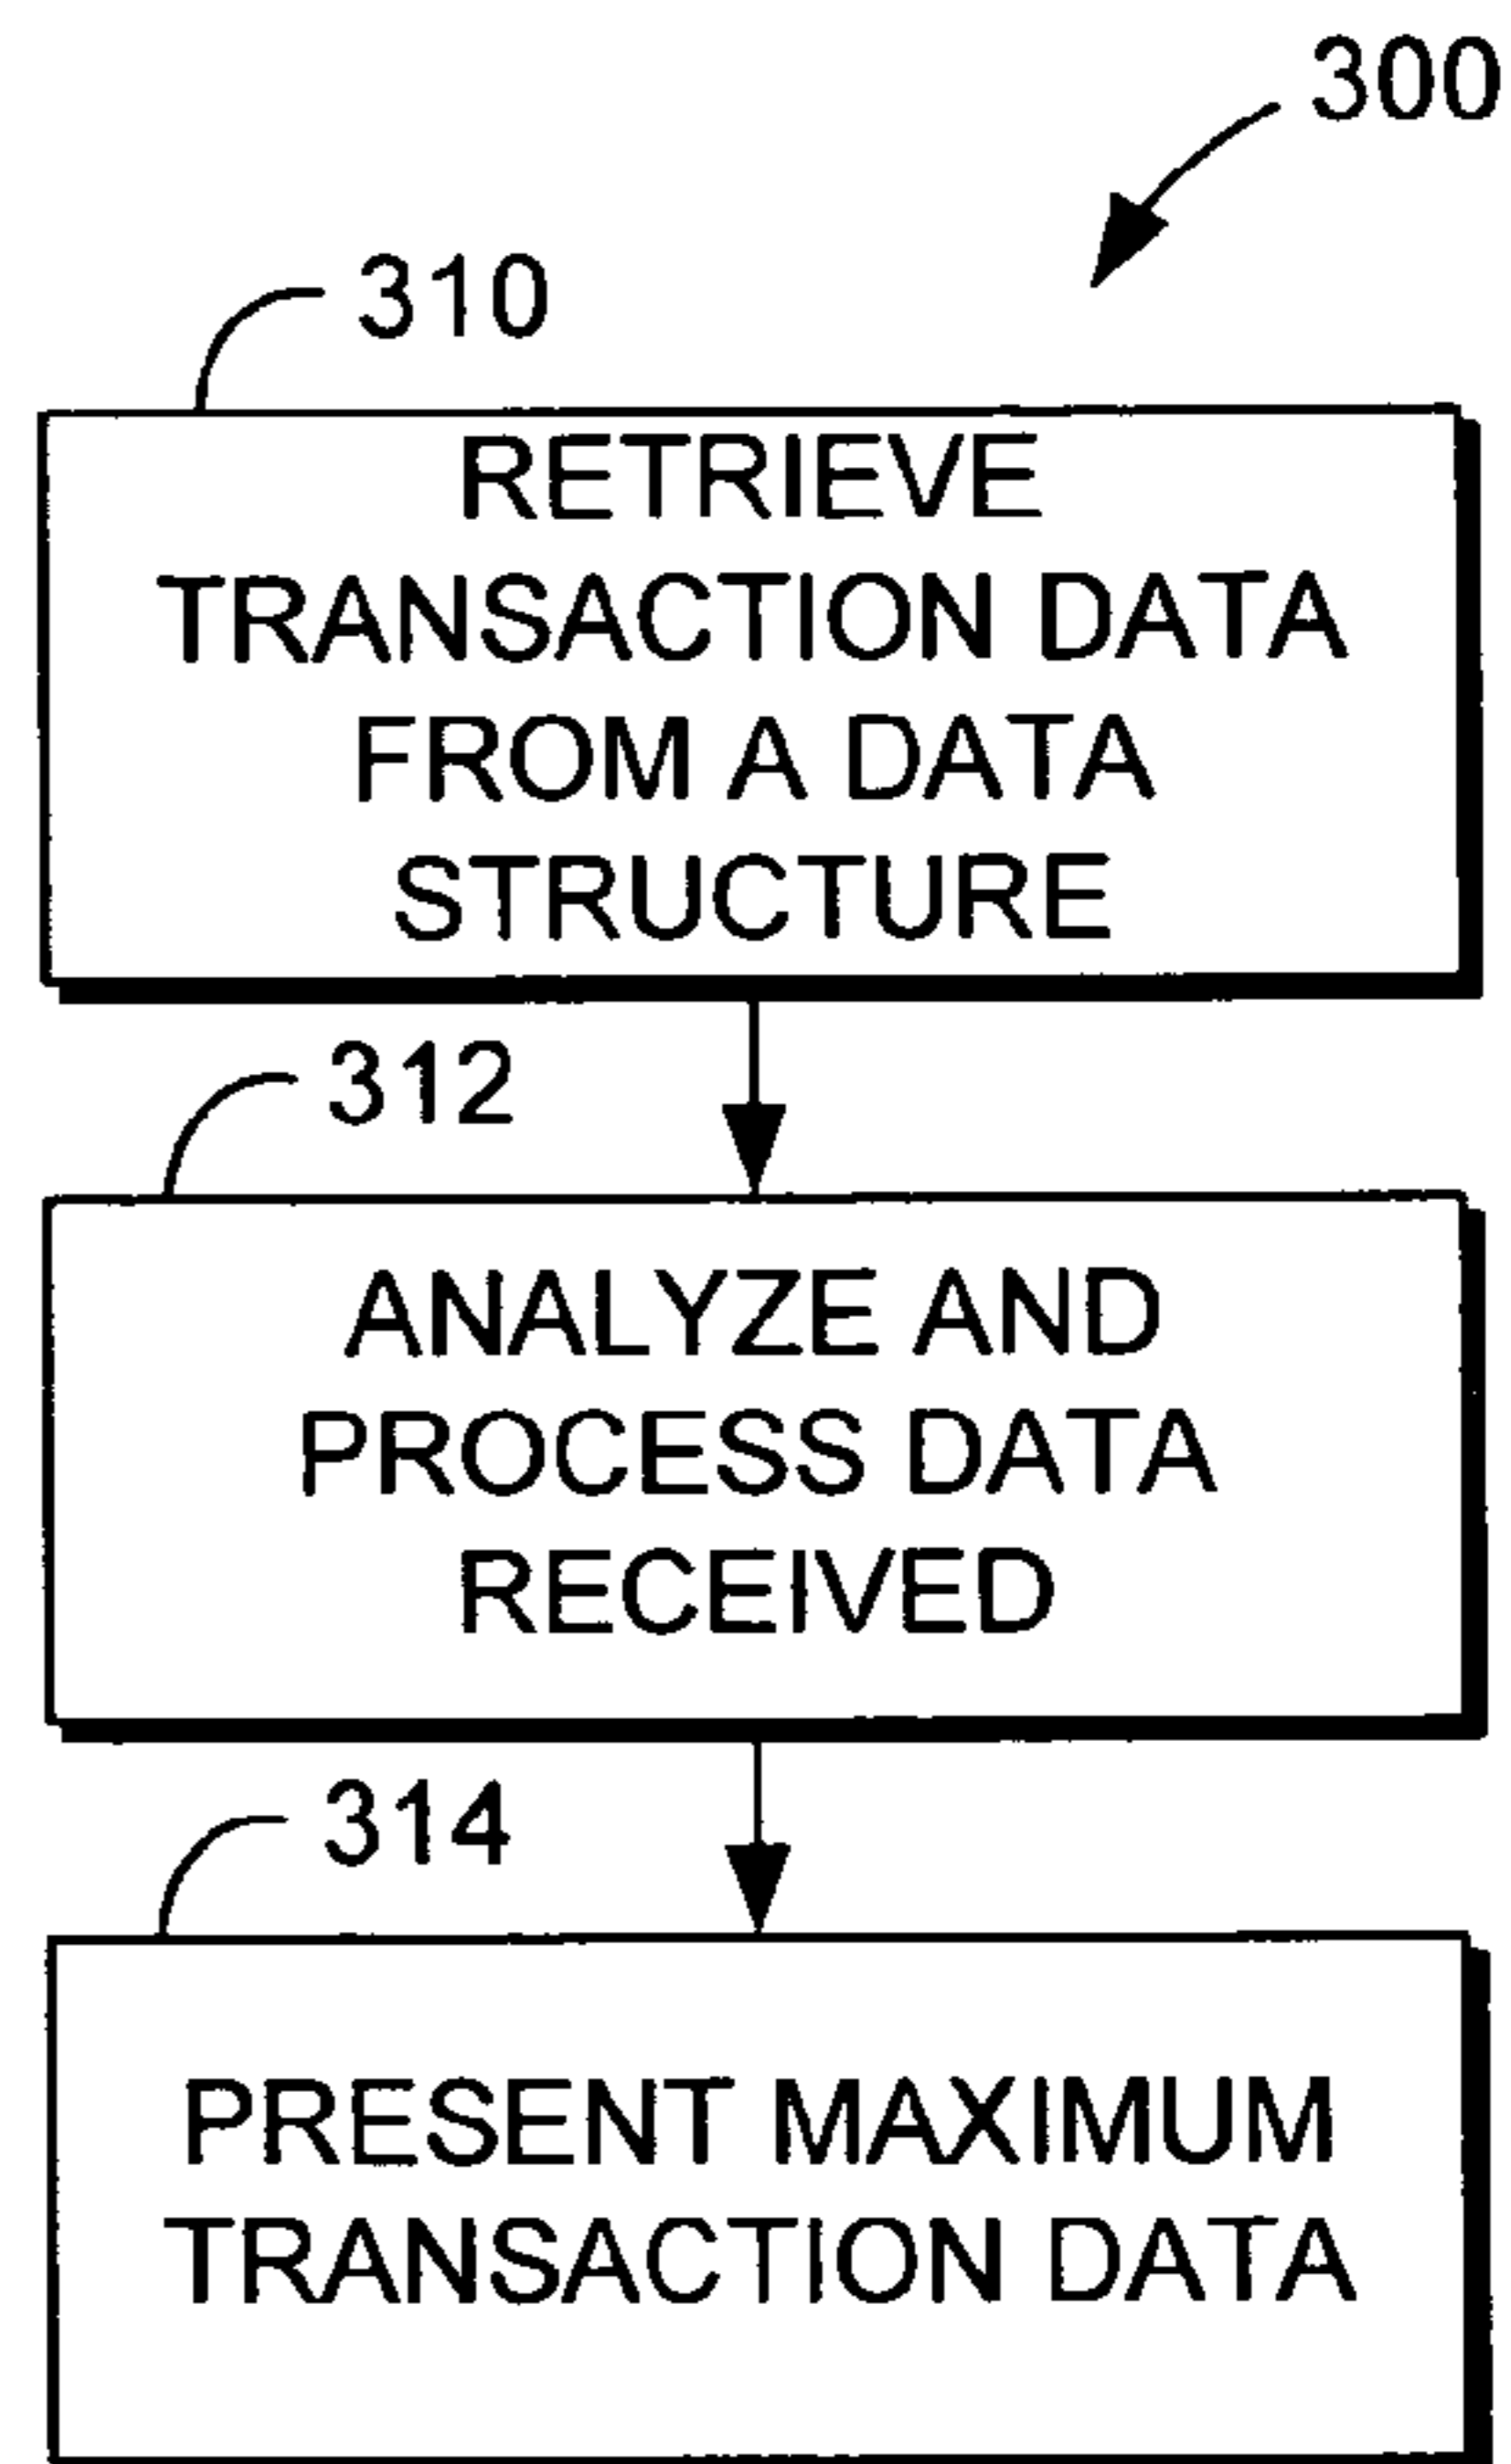 300
310
RETRIEVE
TRANSACTION DATA
FROM A DATA
STRUCTURE
312
ANALYZE AND
PROCESS DATA
RECEIVED
314
PRESENT MAXIMUM
TRANSACTION DATA